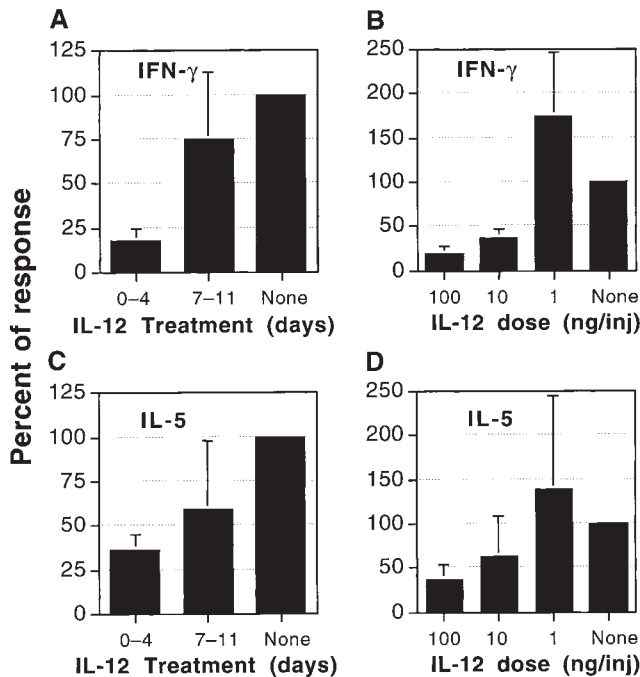 Percent of response
A
IFN-γ
125
100
75
50
25
0
0–4 7–11 None
IL-12 Treatment (days)
B
IFN-γ
250
200
150
100
50
0
100 10 1 None
IL-12 dose (ng/inj)
C
IL-5
125
100
75
50
25
0
0–4 7–11 None
IL-12 Treatment (days)
D
IL-5
250
200
150
100
50
0
100 10 1 None
IL-12 dose (ng/inj)